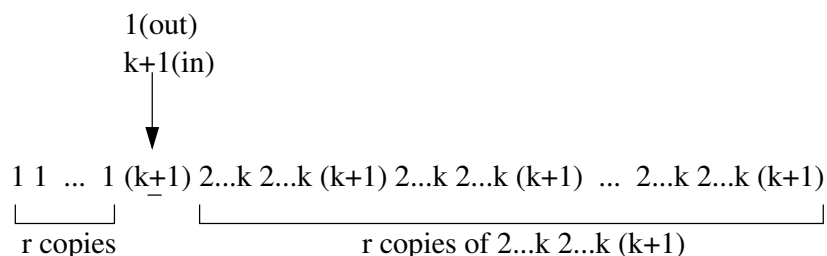 1(out)
k+1(in)
1 1 ... 1 (k+1) 2...k 2...k (k+1) 2...k 2...k (k+1) ... 2...k 2...k (k+1)
r copies r copies of 2...k 2...k (k+1)